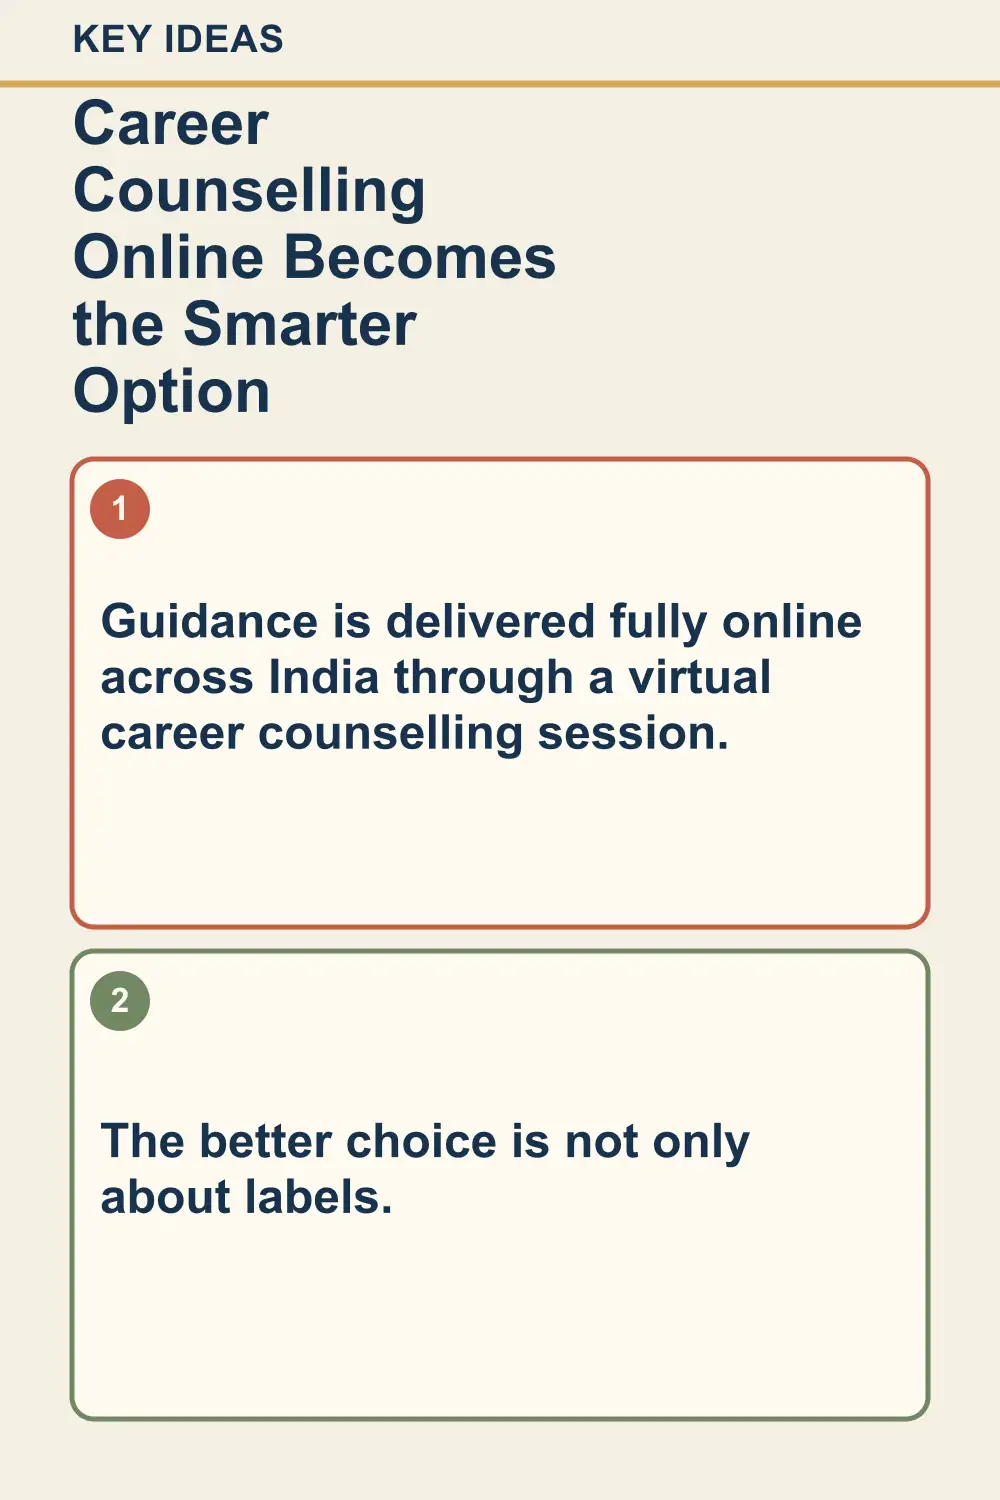 KEY IDEAS
Career
Counselling
Online Becomes
the Smarter
Option
1
Guidance is delivered fully online
across India through a virtual
career counselling session.
2
The better choice is not only
about labels.